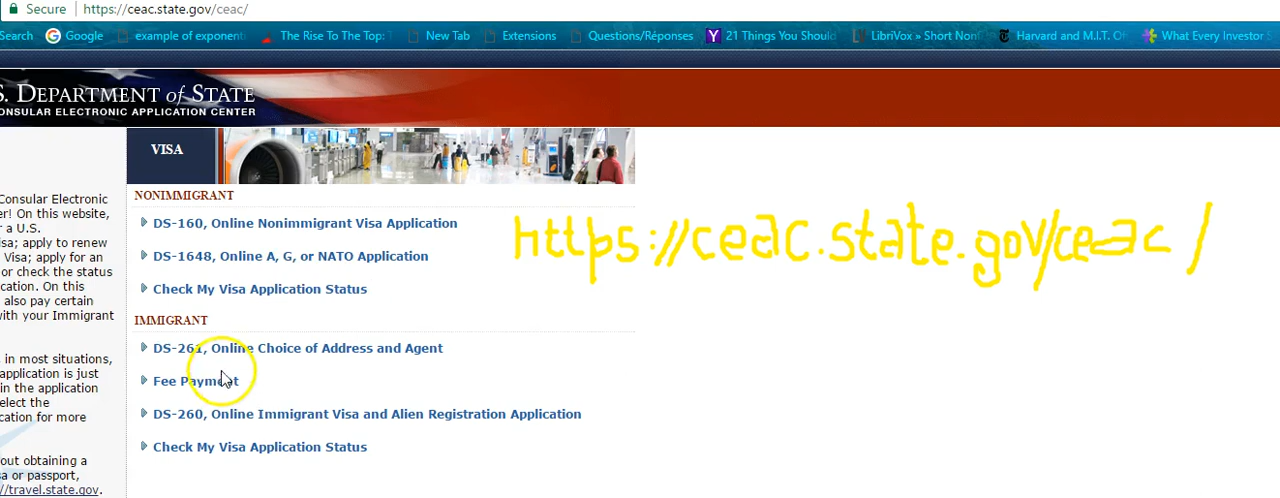 Secure https://ceac.state.gov/ceac/
Search Google example of exponent The Rise To The Top: T New Tab Extensions Questions/Réponses 21 Things You Should LibriVox » Short Non Harvard and M.I.T. Of What Every Investor S
S. DEPARTMENT of STATE
CONSULAR ELECTRONIC APPLICATION CENTER
VISA
Consular Electronic
er! On this website,
r a U.S.
isa; apply to renew
Visa; apply for an
or check the status
cation. On this
also pay certain
with your Immigrant
in most situations,
application is just
in the application
elect the
cation for more
out obtaining a
sa or passport,
//travel.state.gov.
NONIMMIGRANT
DS-160, Online Nonimmigrant Visa Application
DS-1648, Online A, G, or NATO Application
Check My Visa Application Status
IMMIGRANT
DS-261, Online Choice of Address and Agent
Fee Payment
DS-260, Online Immigrant Visa and Alien Registration Application
Check My Visa Application Status
https://ceac.state.gov/ceac/